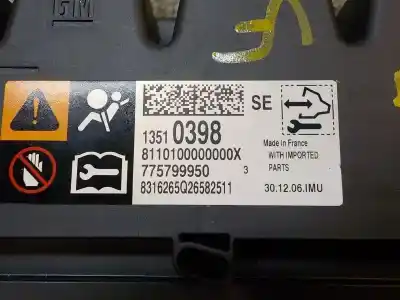 GM
SE
1351 0398
8110100000000X
775799950 3
8316265Q26582511
Made in France
WITH IMPORTED
PARTS
30.12.06.IMU